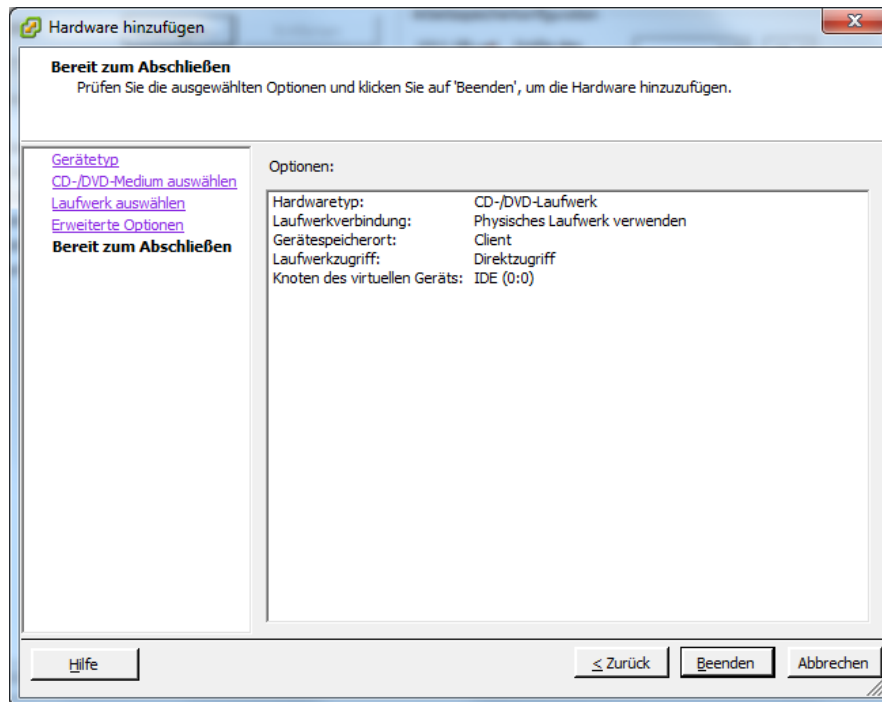 Hardware hinzufügen
Bereit zum Abschließen
Prüfen Sie die ausgewählten Optionen und klicken Sie auf 'Beenden', um die Hardware hinzuzufügen.
Gerätetyp
CD-/DVD-Medium auswählen
Laufwerk auswählen
Erweiterte Optionen
Bereit zum Abschließen
Optionen:
Hardwaretyp: CD-/DVD-Laufwerk
Laufwerkverbindung: Physisches Laufwerk verwenden
Gerätespeicherort: Client
Laufwerkzugriff: Direktzugriff
Knoten des virtuellen Geräts: IDE (0:0)
Hilfe
< Zurück
Beenden
Abbrechen